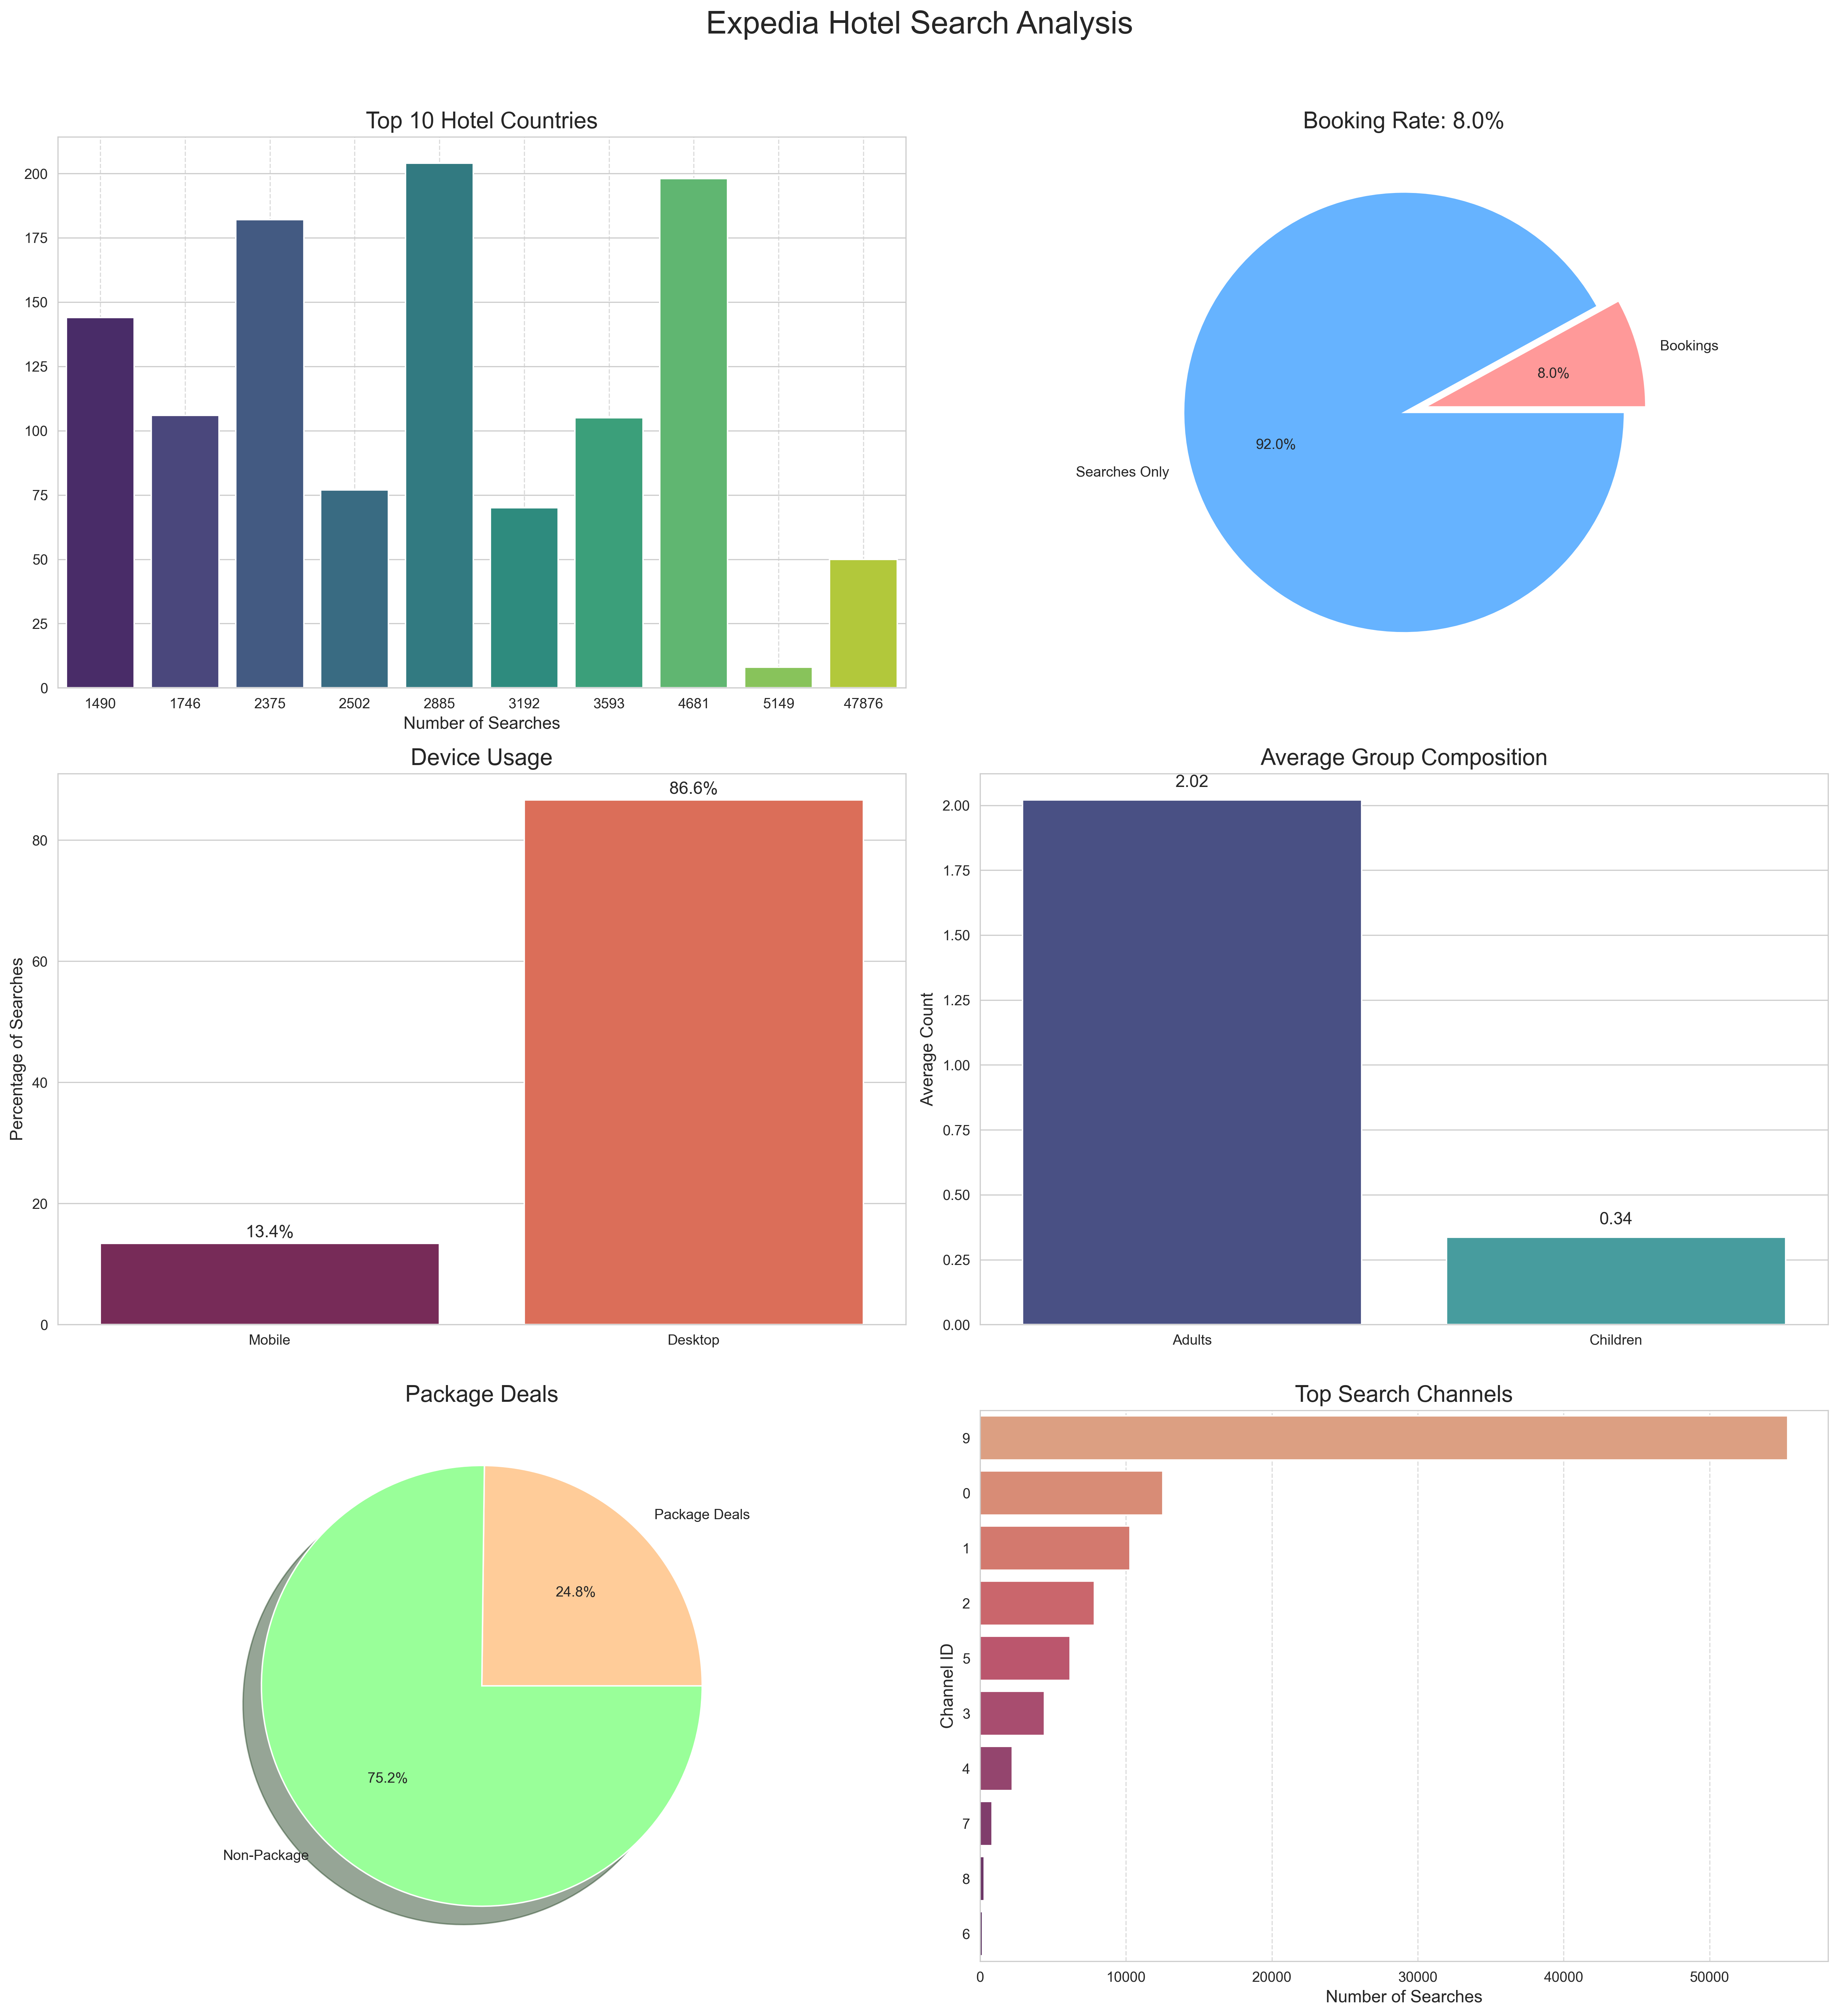 Expedia Hotel Search Analysis
Top 10 Hotel Countries
200
175
150
125
100
75
50
25
0
1490 1746 2375 2502 2885 3192 3593 4681 5149 47876
Number of Searches
Booking Rate: 8.0%
Bookings
8.0%
92.0%
Searches Only
Device Usage
Percentage of Searches
80
60
40
20
0
86.6%
13.4%
Mobile Desktop
Average Group Composition
Average Count
2.00
1.75
1.50
1.25
1.00
0.75
0.50
0.25
0.00
2.02
0.34
Adults Children
Package Deals
Package Deals
24.8%
75.2%
Non-Package
Top Search Channels
Channel ID
9
0
1
2
5
3
4
7
8
6
0 10000 20000 30000 40000 50000
Number of Searches